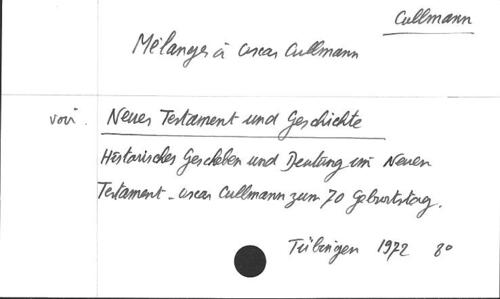 Cullmann
Mélanges à Oscar Cullmann
voir. Neues Testament und Geschichte
Historisches Geschehen und Deutung im Neuen
Testament - Oscar Cullmann zum 70 Geburtstag.
Tübingen 1972 8°